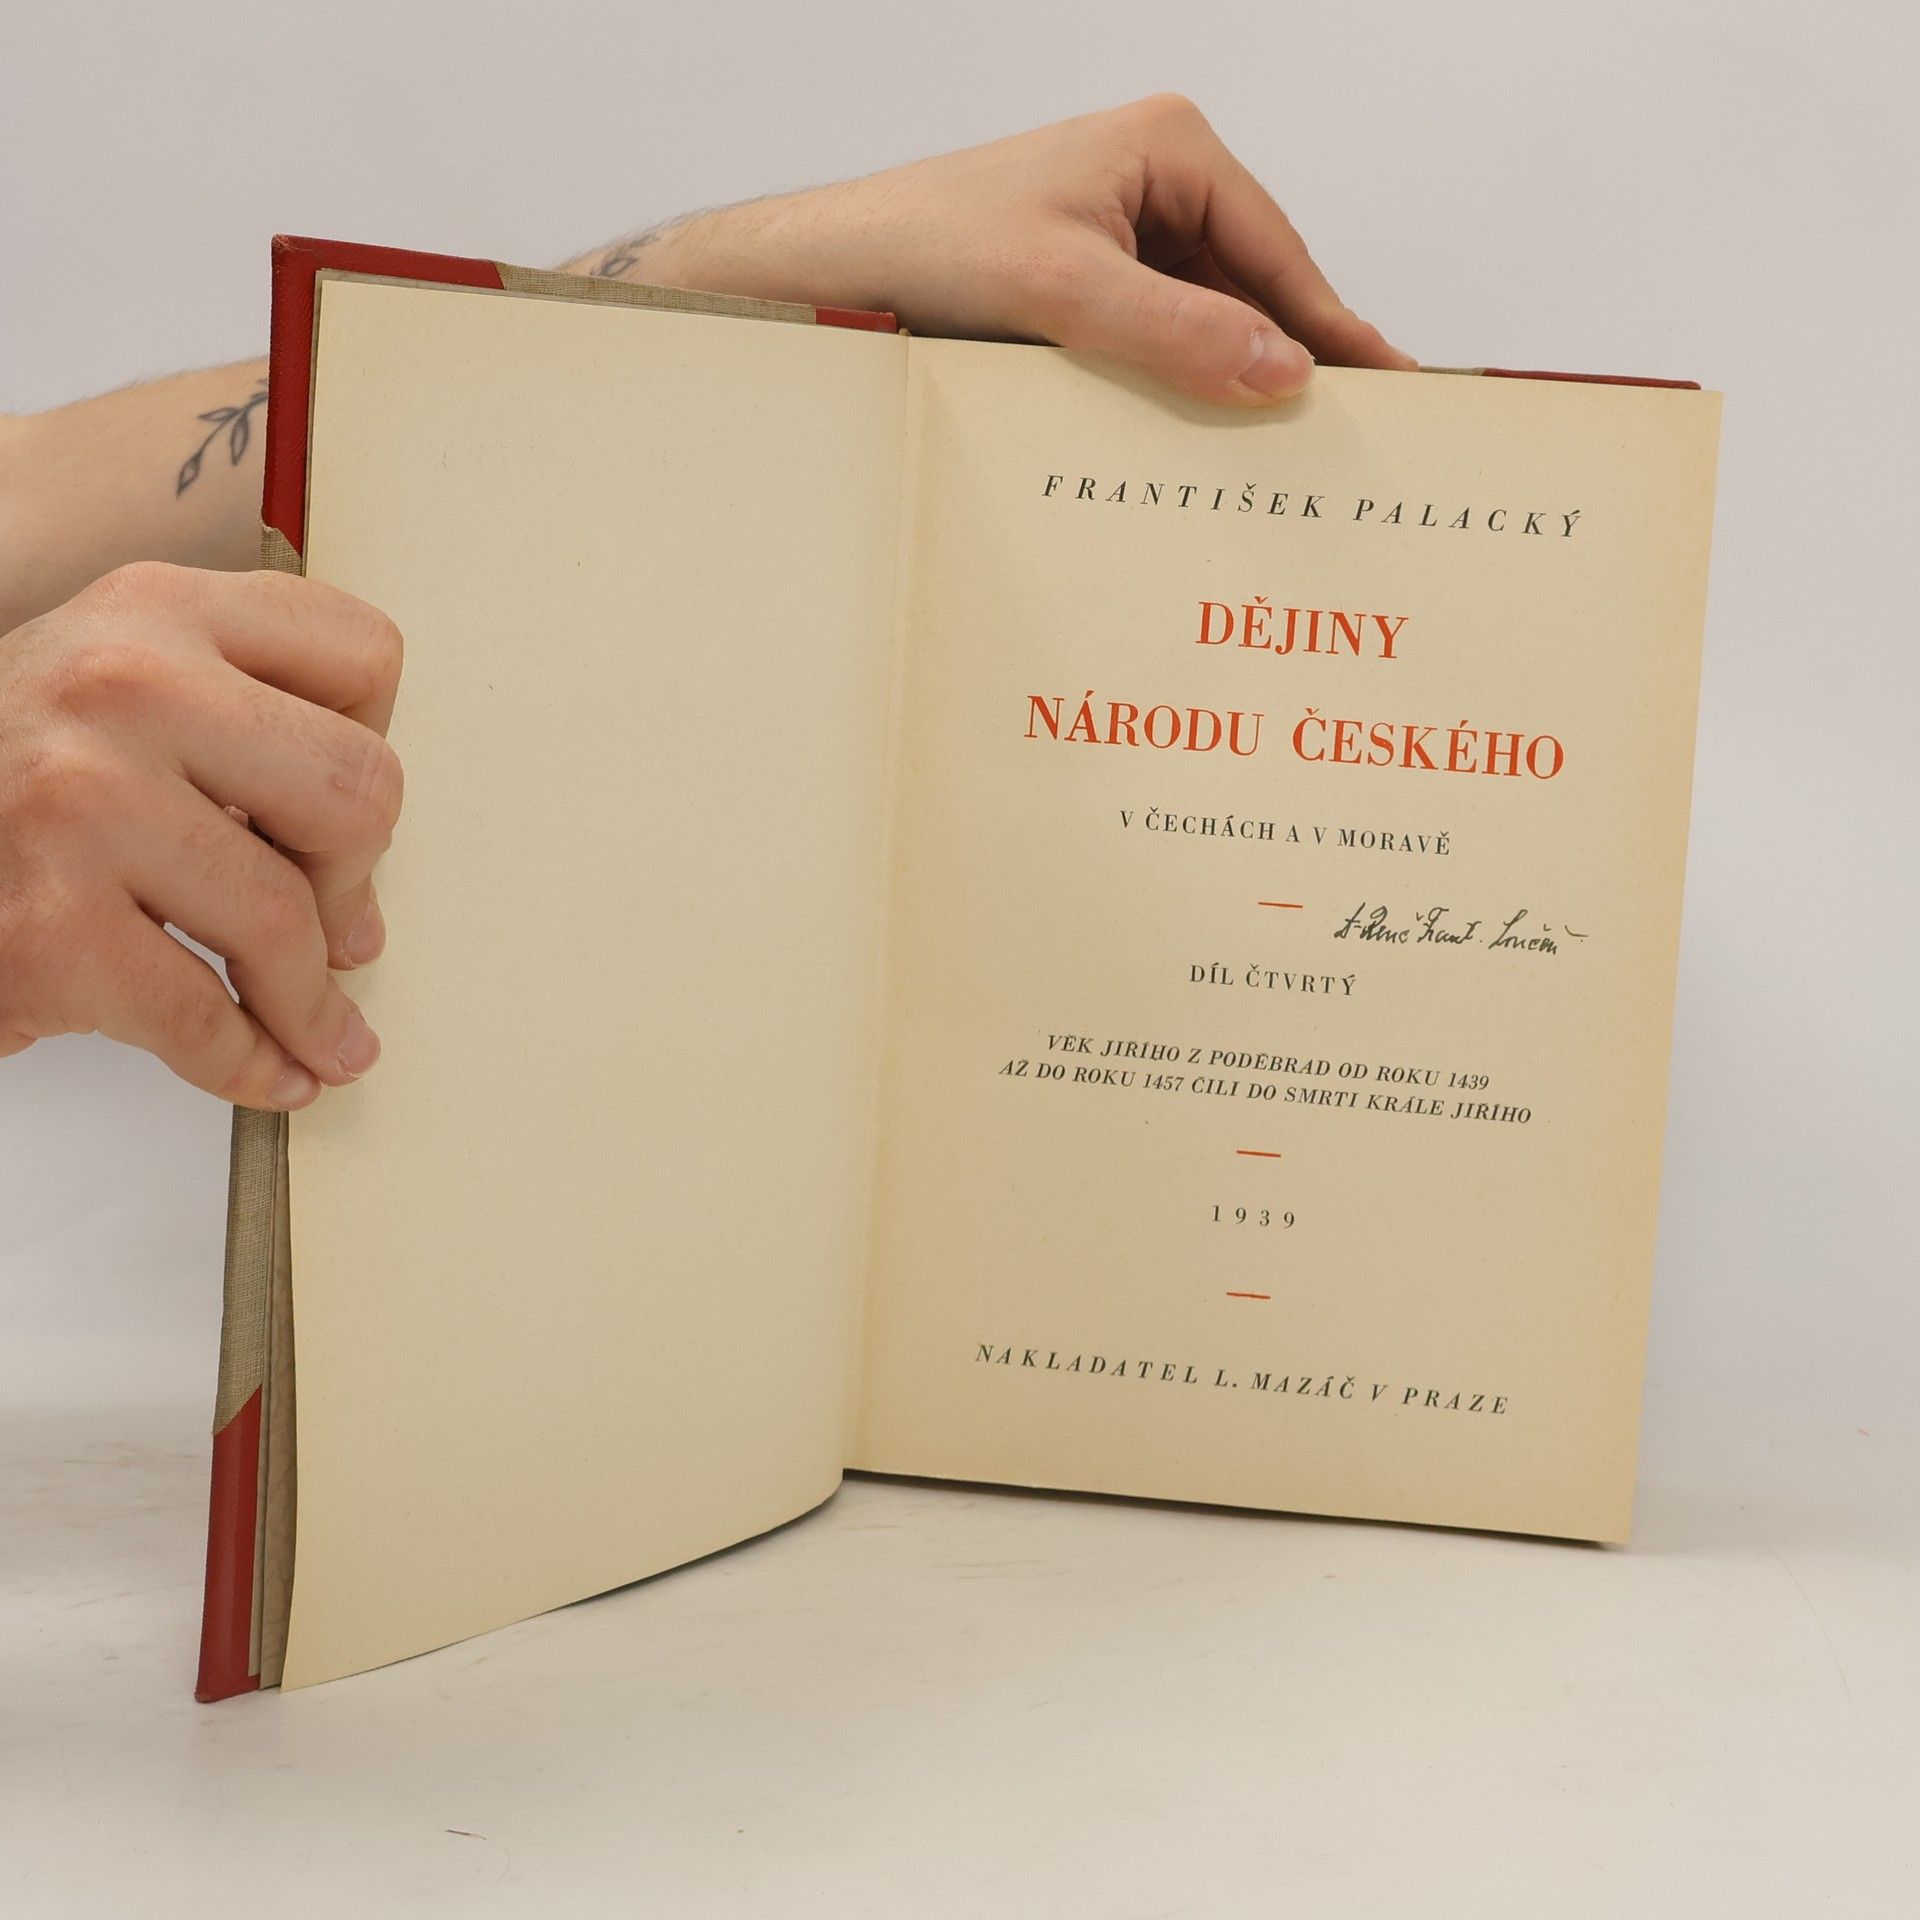 FRANTIŠEK PALACKÝ
DĚJINY
NÁRODU ČESKÉHO
V ČECHÁCH A V MORAVĚ
DÍL ČTVRTÝ
VĚK JIŘÍHO Z PODĚBRAD OD ROKU 1439
AŽ DO ROKU 1457 ČILI DO SMRTI KRÁLE JIŘÍHO
1939
NAKLADATEL L. MAZÁČ V PRAZE